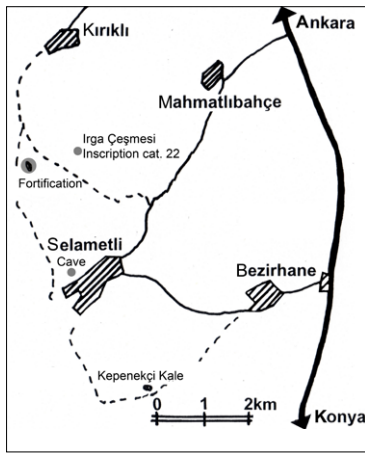 Ankara
Kırıklı
Mahmatlıbahçe
Irga Çeşmesi
Inscription cat. 22
Fortification
Selametli
Cave
Bezirhane
Kepenekçi Kale
0 1 2km
Konya